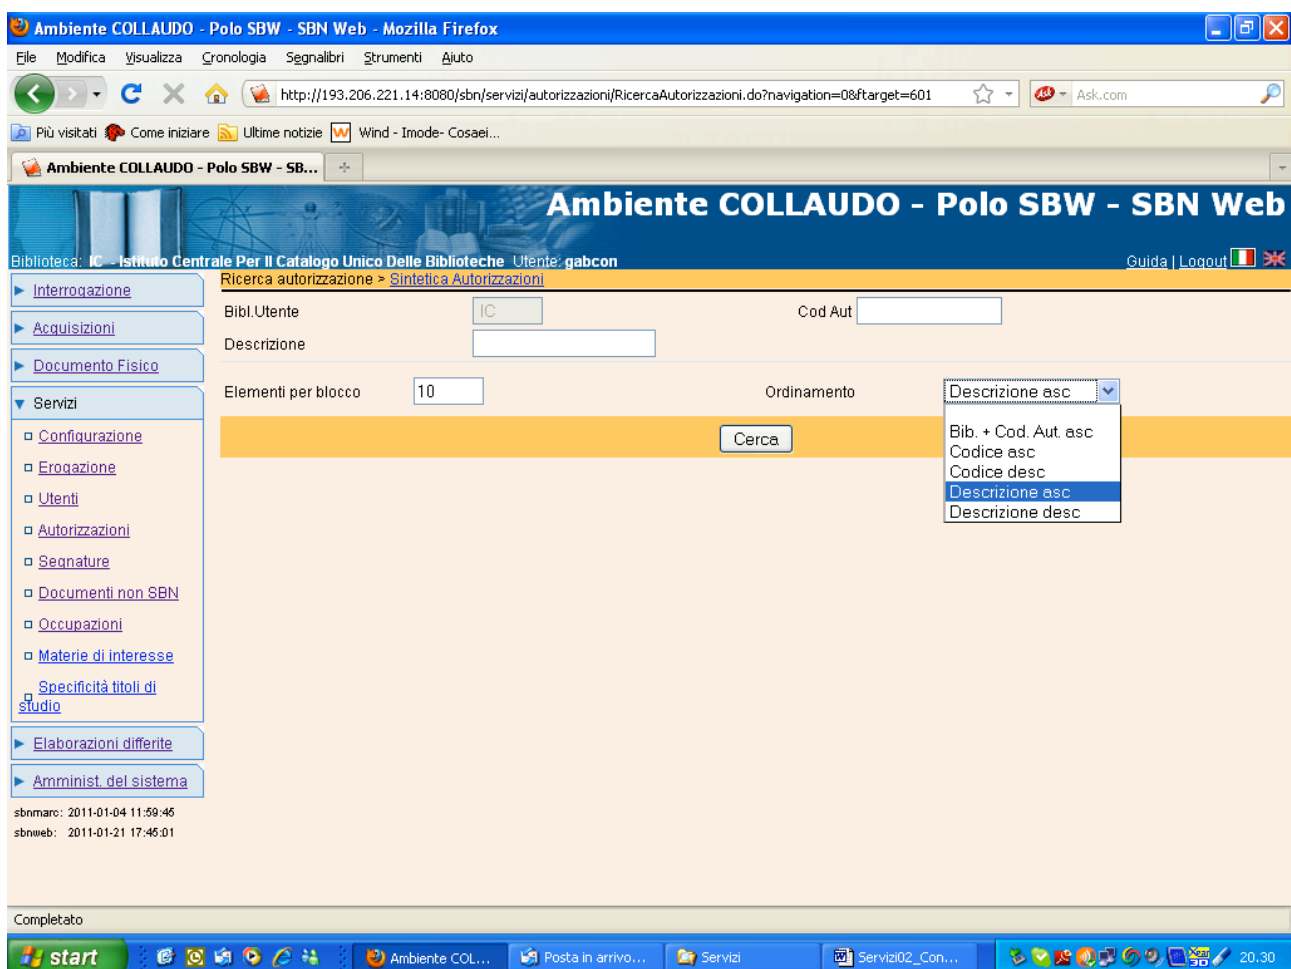 Ambiente COLLAUDO - Polo SBW - SBN Web - Mozilla Firefox
File Modifica Visualizza Cronologia Segnalibri Strumenti Aiuto
http://193.206.221.14:8080/sbn/servizi/autorizzazioni/RicercaAutorizzazioni.do?navigation=0&ftarget=601
Ask.com
Più visitati Come iniziare Ultime notizie Wind - Imode- Cosaei...
Ambiente COLLAUDO - Polo SBW - SB...
Ambiente COLLAUDO - Polo SBW - SBN Web
Biblioteca: IC - Istituto Centrale Per Il Catalogo Unico Delle Biblioteche Utente: gabcon
Guida | Logout
Ricerca autorizzazione > Sintetica Autorizzazioni
Interrogazione
Acquisizioni
Documento Fisico
Servizi
Configurazione
Erogazione
Utenti
Autorizzazioni
Segnature
Documenti non SBN
Occupazioni
Materie di interesse
Specificità titoli di
studio
Elaborazioni differite
Amminist. del sistema
sbnmarc: 2011-01-04 11:59:45
sbnweb: 2011-01-21 17:45:01
Bibl.Utente IC Cod Aut
Descrizione
Elementi per blocco 10 Ordinamento Descrizione asc
Cerca
Bib. + Cod. Aut. asc
Codice asc
Codice desc
Descrizione asc
Descrizione desc
Completato
start Ambiente COL... Posta in arrivo... Servizi Servizi02_Con... 20.30